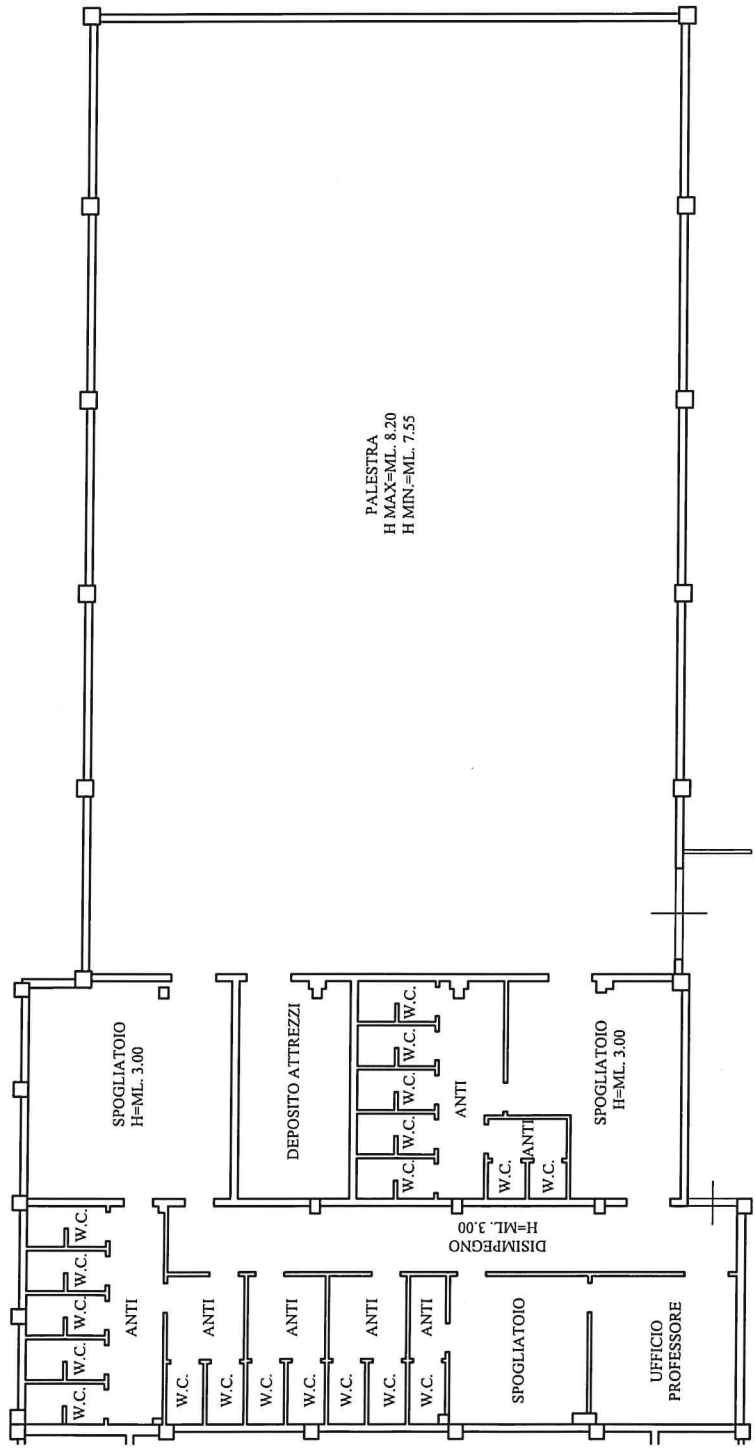 PALESTRA
H MAX=ML. 8.20
H MIN.=ML. 7.55
SPOGLIATOIO
H=ML. 3.00
DEPOSITO ATTREZZI
W.C.
W.C.
W.C.
W.C.
W.C.
ANTI
ANTI
W.C.
W.C.
SPOGLIATOIO
H=ML. 3.00
DISIMPEGNO
H=ML. 3.00
W.C.
W.C.
W.C.
W.C.
W.C.
ANTI
ANTI
ANTI
ANTI
ANTI
W.C.
W.C.
W.C.
W.C.
W.C.
W.C.
W.C.
SPOGLIATOIO
UFFICIO
PROFESSORE